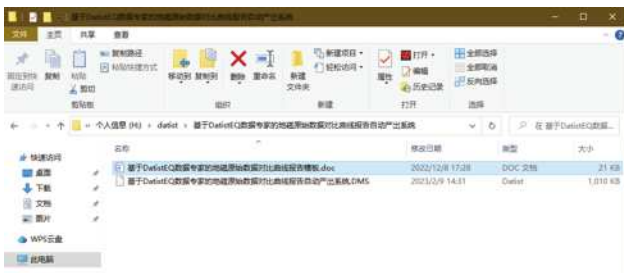 基于DatistEQ数据专家的地磁原始数据对比曲线报告自动产出系统
文件 主页 共享 查看
固定到快速访问 复制 粘贴 复制路径 粘贴快捷方式 剪切 移动到 复制到 删除 重命名 新建文件夹 新建项目 轻松访问 属性 打开 编辑 历史记录 全部选择 全部取消 反向选择
剪贴板 组织 新建 打开 选择
个人信息 (H:) datist 基于DatistEQ数据专家的地磁原始数据对比曲线报告自动产出系统 在 基于DatistEQ数据...
名称 修改日期 类型 大小
快速访问
桌面
下载
文档
图片
WPS云盘
此电脑
基于DatistEQ数据专家的地磁原始数据对比曲线报告模板.doc 2022/12/8 17:28 DOC 文档 21 KB
基于DatistEQ数据专家的地磁原始数据对比曲线报告自动产出系统.DMS 2023/2/9 14:31 Datist 1,010 KB